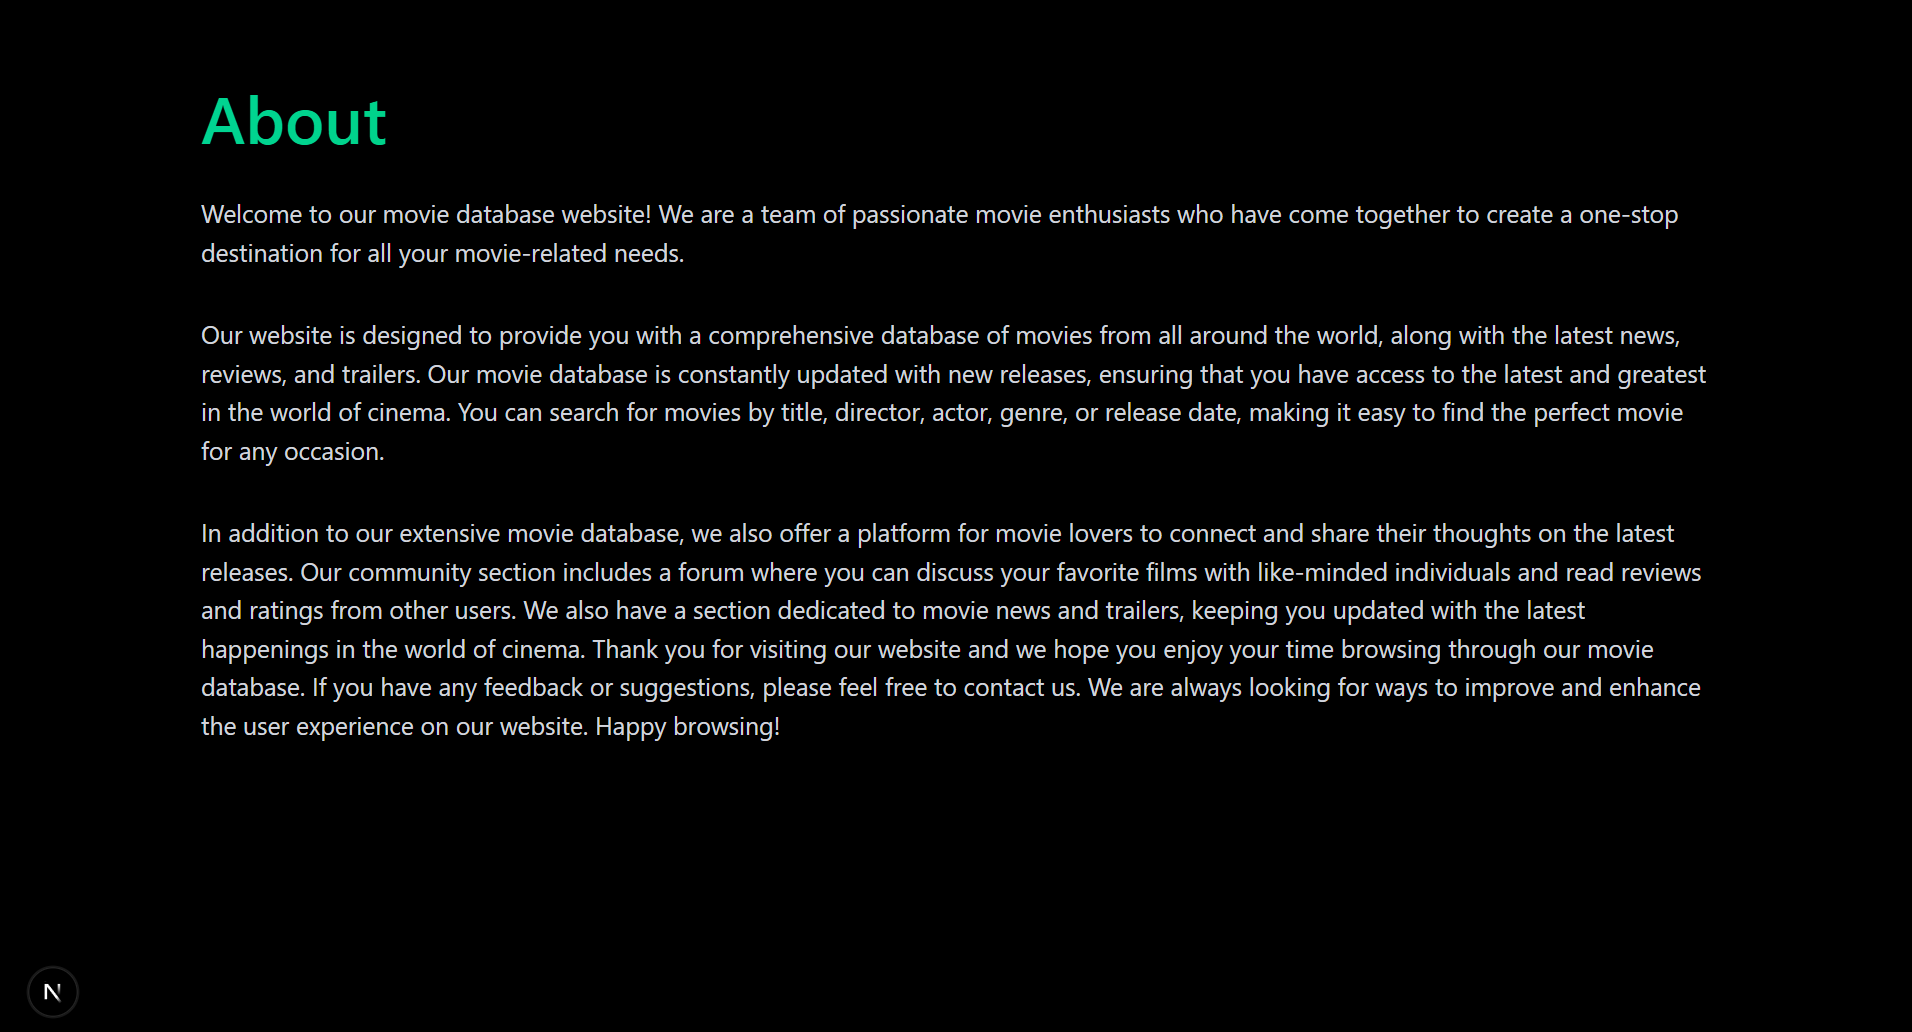 About
Welcome to our movie database website! We are a team of passionate movie enthusiasts who have come together to create a one-stop
destination for all your movie-related needs.
Our website is designed to provide you with a comprehensive database of movies from all around the world, along with the latest news,
reviews, and trailers. Our movie database is constantly updated with new releases, ensuring that you have access to the latest and greatest
in the world of cinema. You can search for movies by title, director, actor, genre, or release date, making it easy to find the perfect movie
for any occasion.
In addition to our extensive movie database, we also offer a platform for movie lovers to connect and share their thoughts on the latest
releases. Our community section includes a forum where you can discuss your favorite films with like-minded individuals and read reviews
and ratings from other users. We also have a section dedicated to movie news and trailers, keeping you updated with the latest
happenings in the world of cinema. Thank you for visiting our website and we hope you enjoy your time browsing through our movie
database. If you have any feedback or suggestions, please feel free to contact us. We are always looking for ways to improve and enhance
the user experience on our website. Happy browsing!
N